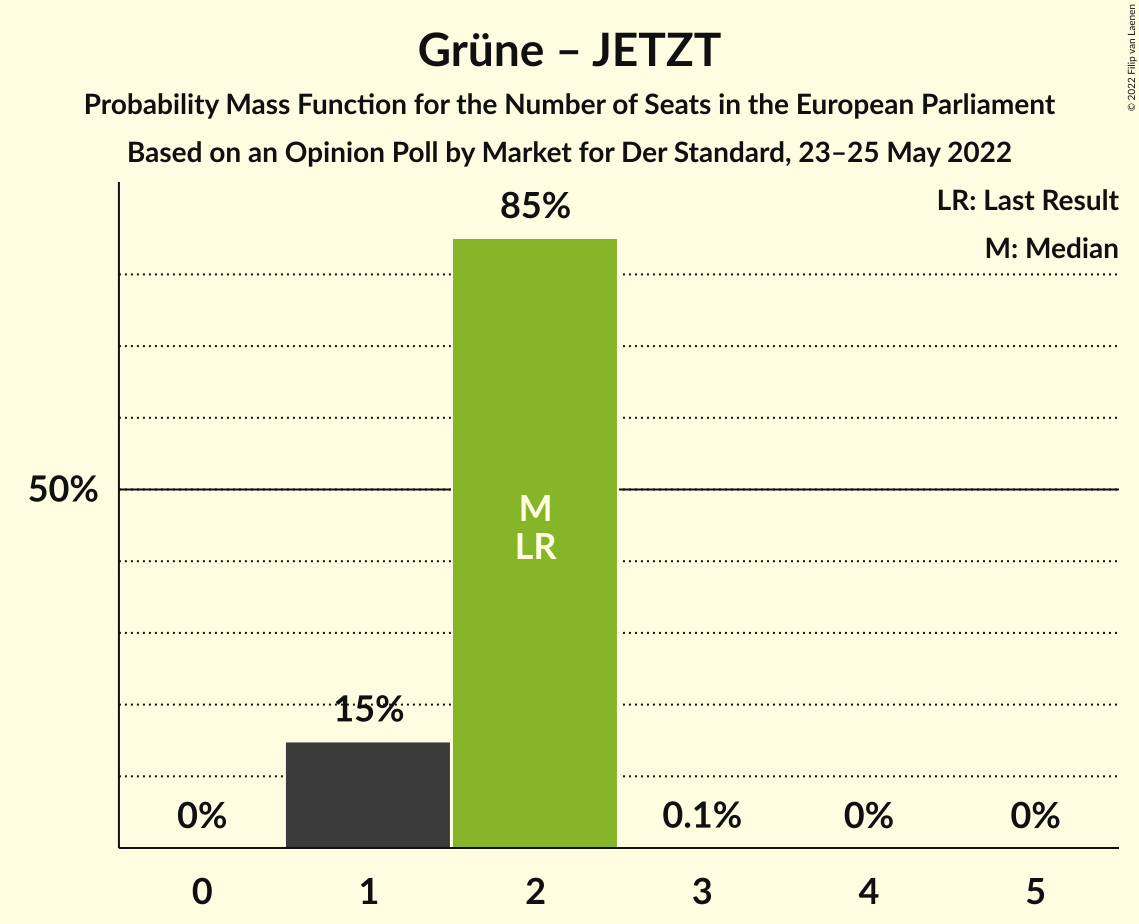 Grüne – JETZT
Probability Mass Function for the Number of Seats in the European Parliament
Based on an Opinion Poll by Market for Der Standard, 23–25 May 2022
© 2022 Filip van Laenen
LR: Last Result
M: Median
85%
50%
M
LR
15%
0%
0.1%
0%
0%
0 1 2 3 4 5